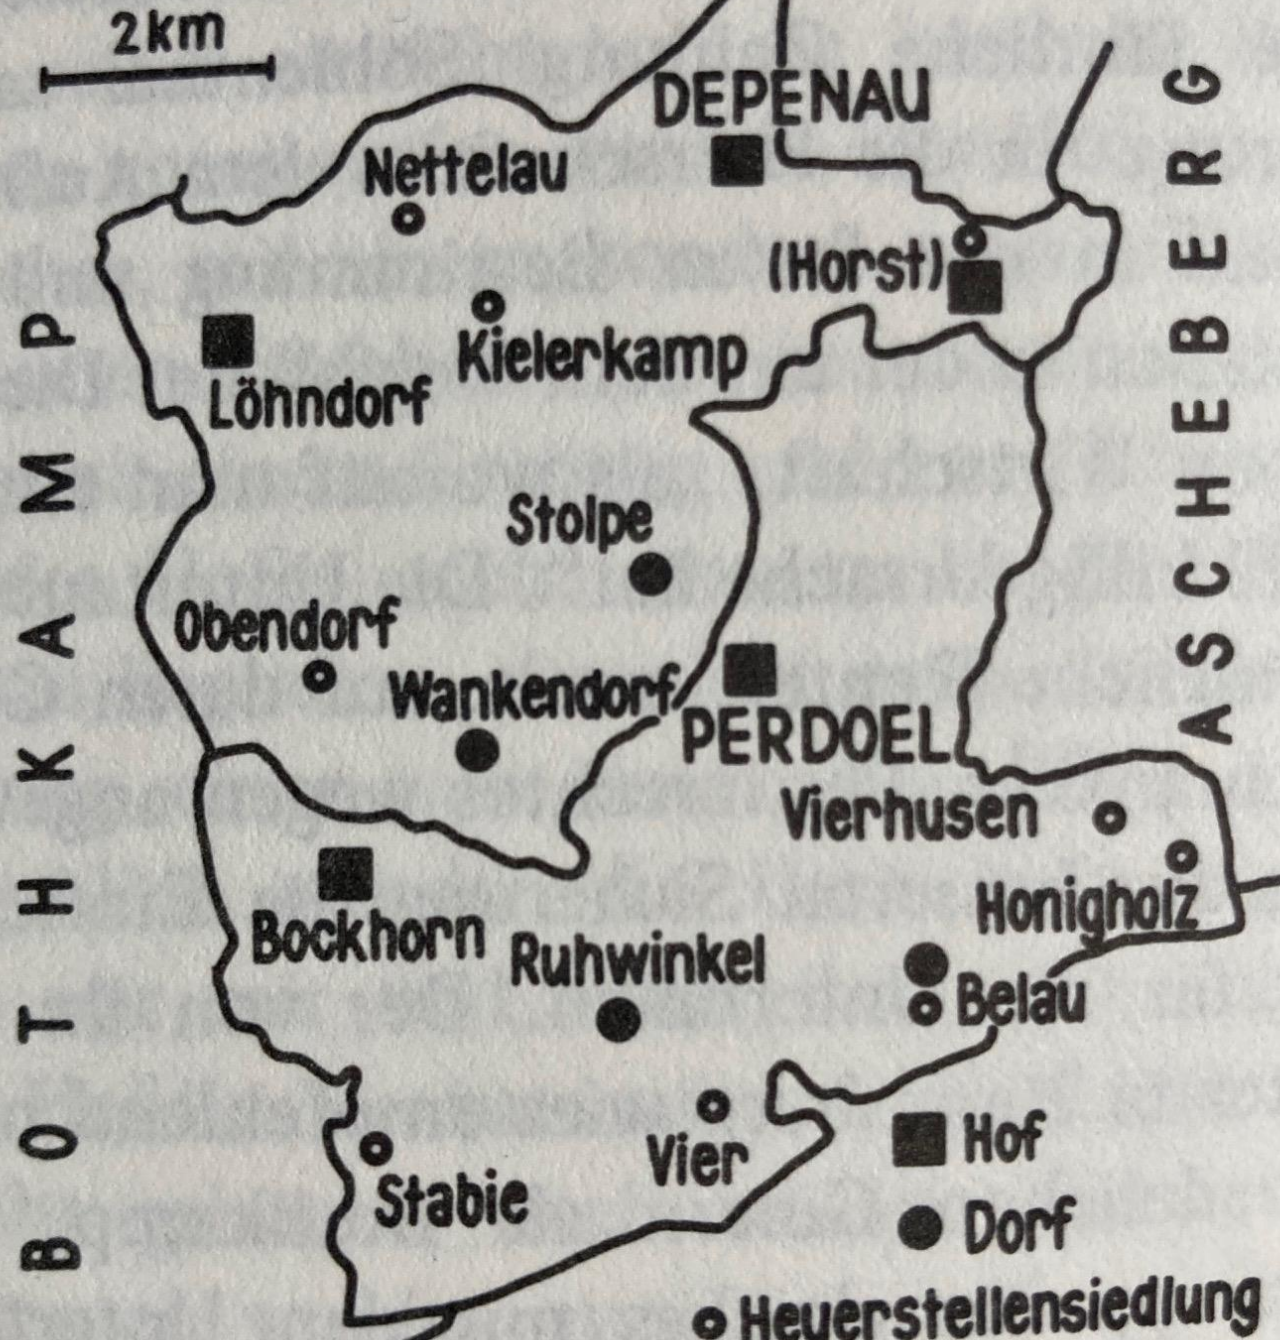 2km
DEPENAU
Nettelau
(Horst)
Kielerkamp
Löhndorf
Stolpe
Obendorf
Wankendorf
PERDOEL
Vierhusen
Honigholz
Bockhorn
Ruhwinkel
Belau
Vier
Stabie
BOTHKAMP
ASCHEBERG
Hof
Dorf
Heuerstellensiedlung